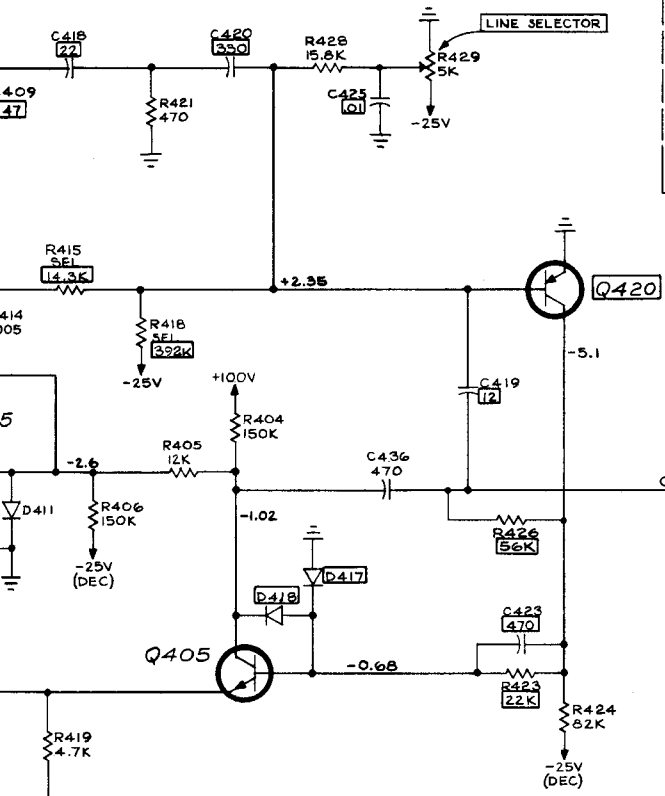 C418
22
C420
330
R428
15.8K
LINE SELECTOR
R429
5K
-25V
C425
.01
409
47
R421
470
R415
SEL
14.3K
+2.35
Q420
414
005
R418
SEL
392K
-25V
-5.1
+100V
C419
12
5
R404
150K
R405
12K
C436
470
-2.6
D411
R406
150K
-1.02
R426
56K
-25V
(DEC)
D417
D418
C423
470
Q405
-0.68
R423
22K
R424
82K
R419
4.7K
-25V
(DEC)